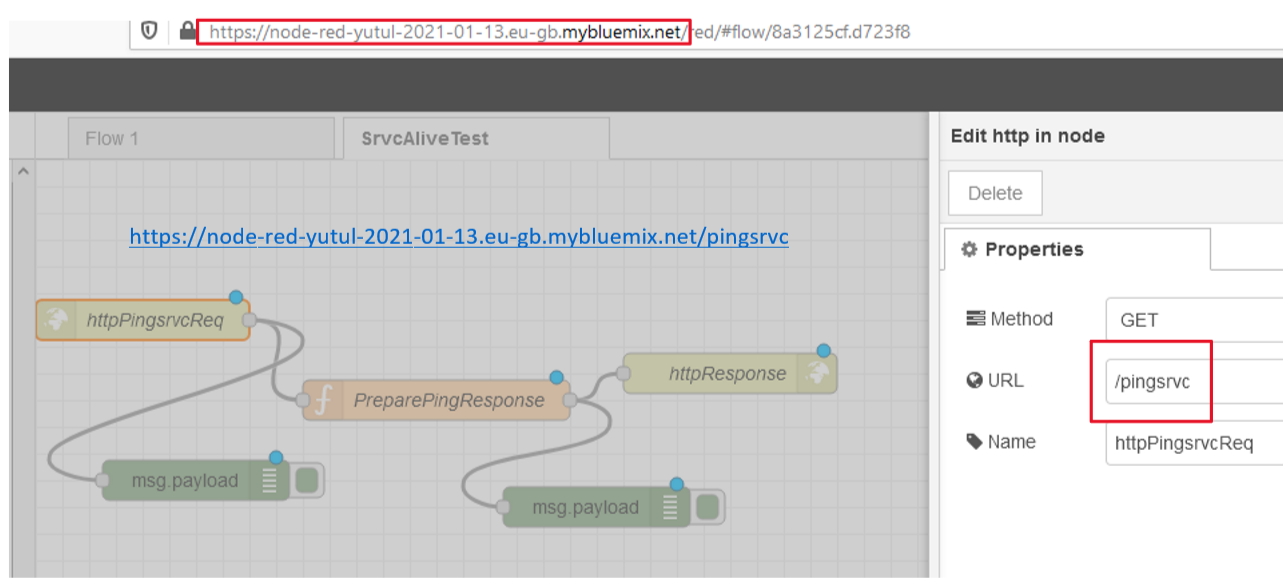 https://node-red-yutul-2021-01-13.eu-gb.mybluemix.net/red/#flow/8a3125cf.d723f8
Flow 1
SrvcAliveTest
https://node-red-yutul-2021-01-13.eu-gb.mybluemix.net/pingsrvc
httpPingsrvcReq
httpResponse
PreparePingResponse
msg.payload
msg.payload
Edit http in node
Delete
Properties
Method
GET
URL
/pingsrvc
Name
httpPingsrvcReq